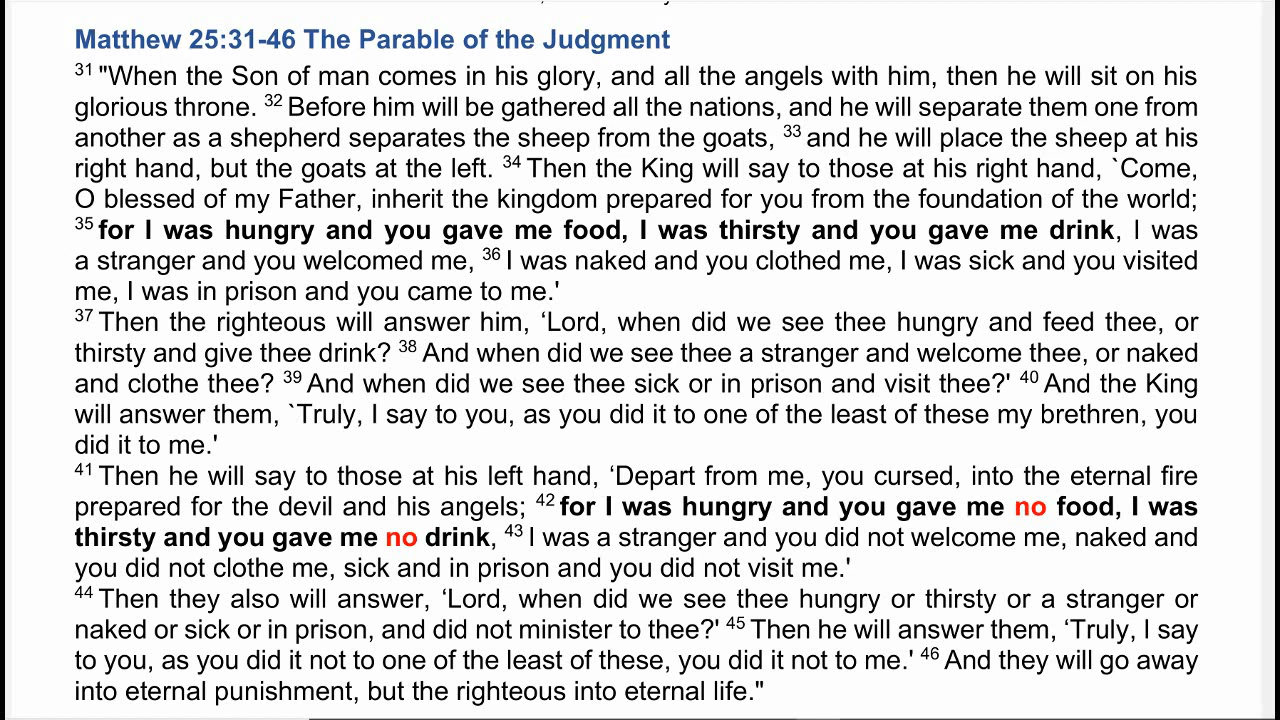 Matthew 25:31-46 The Parable of the Judgment
31 "When the Son of man comes in his glory, and all the angels with him, then he will sit on his
glorious throne. 32 Before him will be gathered all the nations, and he will separate them one from
another as a shepherd separates the sheep from the goats, 33 and he will place the sheep at his
right hand, but the goats at the left. 34 Then the King will say to those at his right hand, `Come,
O blessed of my Father, inherit the kingdom prepared for you from the foundation of the world;
35 for I was hungry and you gave me food, I was thirsty and you gave me drink, I was
a stranger and you welcomed me, 36 I was naked and you clothed me, I was sick and you visited
me, I was in prison and you came to me.'
37 Then the righteous will answer him, ‘Lord, when did we see thee hungry and feed thee, or
thirsty and give thee drink? 38 And when did we see thee a stranger and welcome thee, or naked
and clothe thee? 39 And when did we see thee sick or in prison and visit thee?' 40 And the King
will answer them, `Truly, I say to you, as you did it to one of the least of these my brethren, you
did it to me.'
41 Then he will say to those at his left hand, ‘Depart from me, you cursed, into the eternal fire
prepared for the devil and his angels; 42 for I was hungry and you gave me no food, I was
thirsty and you gave me no drink, 43 I was a stranger and you did not welcome me, naked and
you did not clothe me, sick and in prison and you did not visit me.'
44 Then they also will answer, ‘Lord, when did we see thee hungry or thirsty or a stranger or
naked or sick or in prison, and did not minister to thee?' 45 Then he will answer them, ‘Truly, I say
to you, as you did it not to one of the least of these, you did it not to me.' 46 And they will go away
into eternal punishment, but the righteous into eternal life."